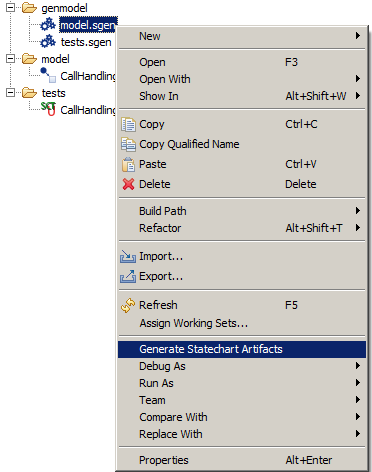 genmodel
model.sgen
tests.sgen
model
CallHandling
tests
SCT
CallHandling
New
Open F3
Open With
Show In Alt+Shift+W
Copy Ctrl+C
Copy Qualified Name
Paste Ctrl+V
Delete Delete
Build Path
Refactor Alt+Shift+T
Import...
Export...
Refresh F5
Assign Working Sets...
Generate Statechart Artifacts
Debug As
Run As
Team
Compare With
Replace With
Properties Alt+Enter